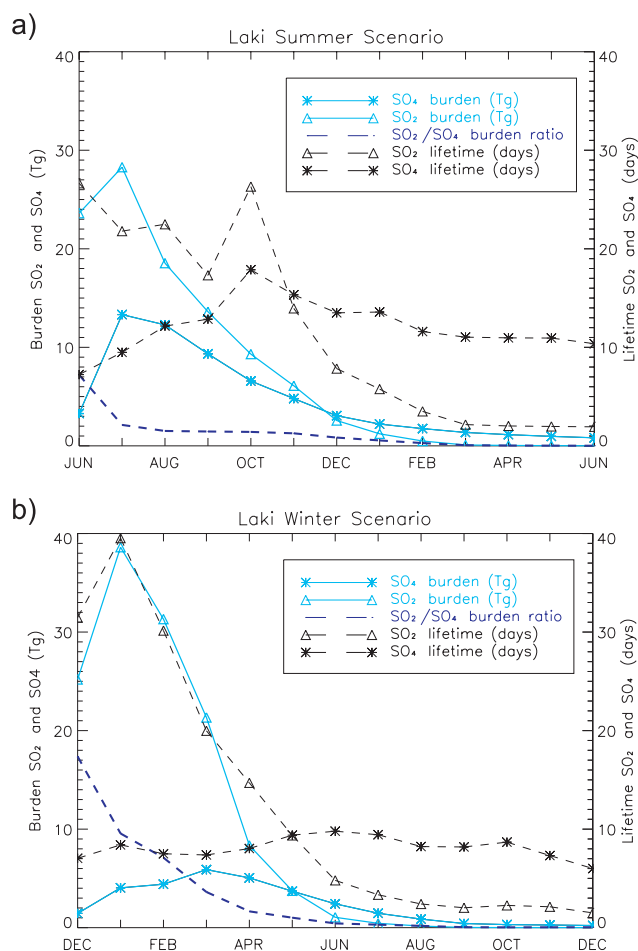 a)
Laki Summer Scenario
40
30
20
10
0
Burden SO₂ and SO₄ (Tg)
SO₄ burden (Tg)
SO₂ burden (Tg)
SO₂/SO₄ burden ratio
SO₂ lifetime (days)
SO₄ lifetime (days)
40
30
20
10
0
Lifetime SO₂ and SO₄ (days)
JUN AUG OCT DEC FEB APR JUN
b)
Laki Winter Scenario
40
30
20
10
0
Burden SO₂ and SO4 (Tg)
SO₄ burden (Tg)
SO₂ burden (Tg)
SO₂/SO₄ burden ratio
SO₂ lifetime (days)
SO₄ lifetime (days)
40
30
20
10
0
Lifetime SO₂ and SO₄ (days)
DEC FEB APR JUN AUG OCT DEC